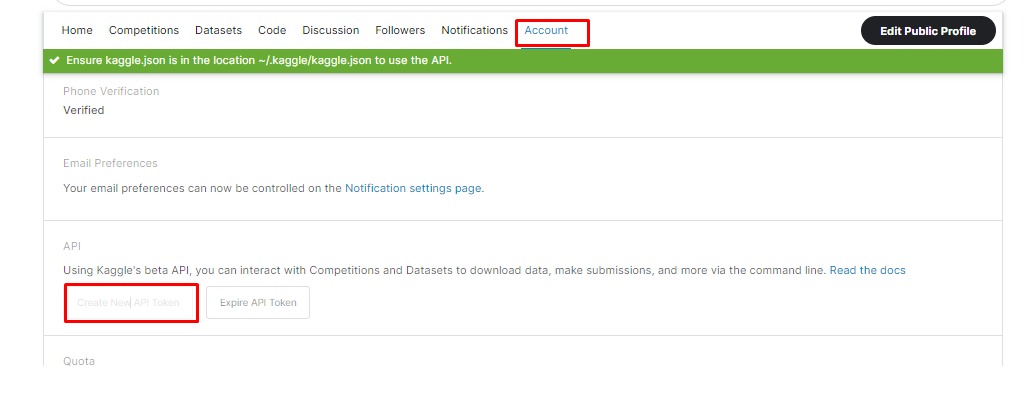 Home Competitions Datasets Code Discussion Followers Notifications Account Edit Public Profile
Ensure kaggle.json is in the location ~/.kaggle/kaggle.json to use the API.
Phone Verification
Verified
Email Preferences
Your email preferences can now be controlled on the Notification settings page.
API
Using Kaggle's beta API, you can interact with Competitions and Datasets to download data, make submissions, and more via the command line. Read the docs
Create New API Token Expire API Token
Quota